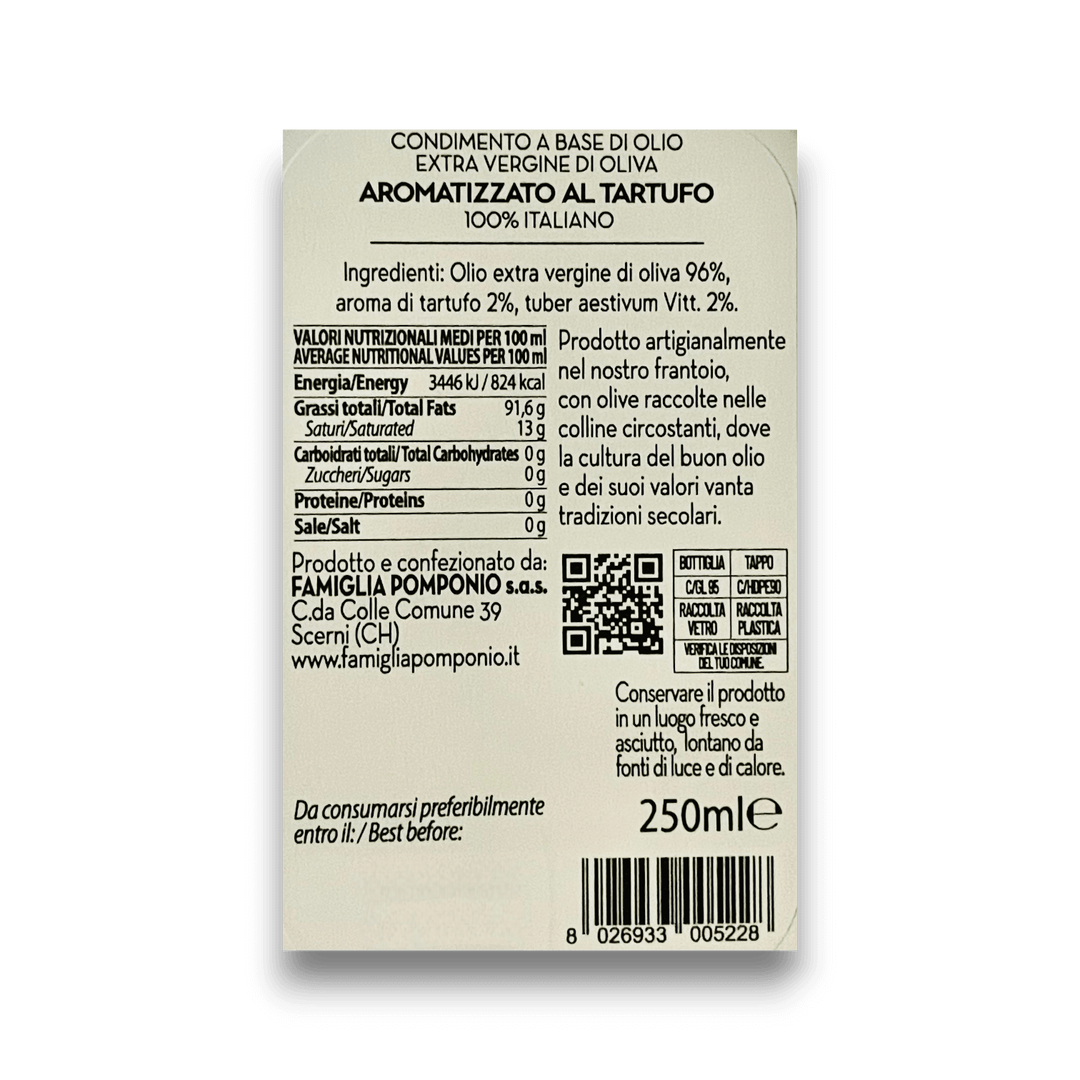 CONDIMENTO A BASE DI OLIO
EXTRA VERGINE DI OLIVA
AROMATIZZATO AL TARTUFO
100% ITALIANO
Ingredienti: Olio extra vergine di oliva 96%,
aroma di tartufo 2%, tuber aestivum Vitt. 2%.
VALORI NUTRIZIONALI MEDI PER 100 ml
AVERAGE NUTRITIONAL VALUES PER 100 ml
Energia/Energy 3446 kJ / 824 kcal
Grassi totali/Total Fats 91,6 g
Saturi/Saturated 13 g
Carboidrati totali/Total Carbohydrates 0 g
Zuccheri/Sugars 0 g
Proteine/Proteins 0 g
Sale/Salt 0 g
Prodotto artigianalmente
nel nostro frantoio,
con olive raccolte nelle
colline circostanti, dove
la cultura del buon olio
e dei suoi valori vanta
tradizioni secolari.
Prodotto e confezionato da:
FAMIGLIA POMPONIO s.a.s.
C.da Colle Comune 39
Scerni (CH)
www.famigliapomponio.it
BOTTIGLIA TAPPO
C/GL 95 C/HDPE90
RACCOLTA RACCOLTA
VETRO PLASTICA
VERIFICA LE DISPOSIZIONI
DEL TUO COMUNE.
Conservare il prodotto
in un luogo fresco e
asciutto, lontano da
fonti di luce e di calore.
Da consumarsi preferibilmente
entro il: / Best before:
250ml℮
8 026933 005228